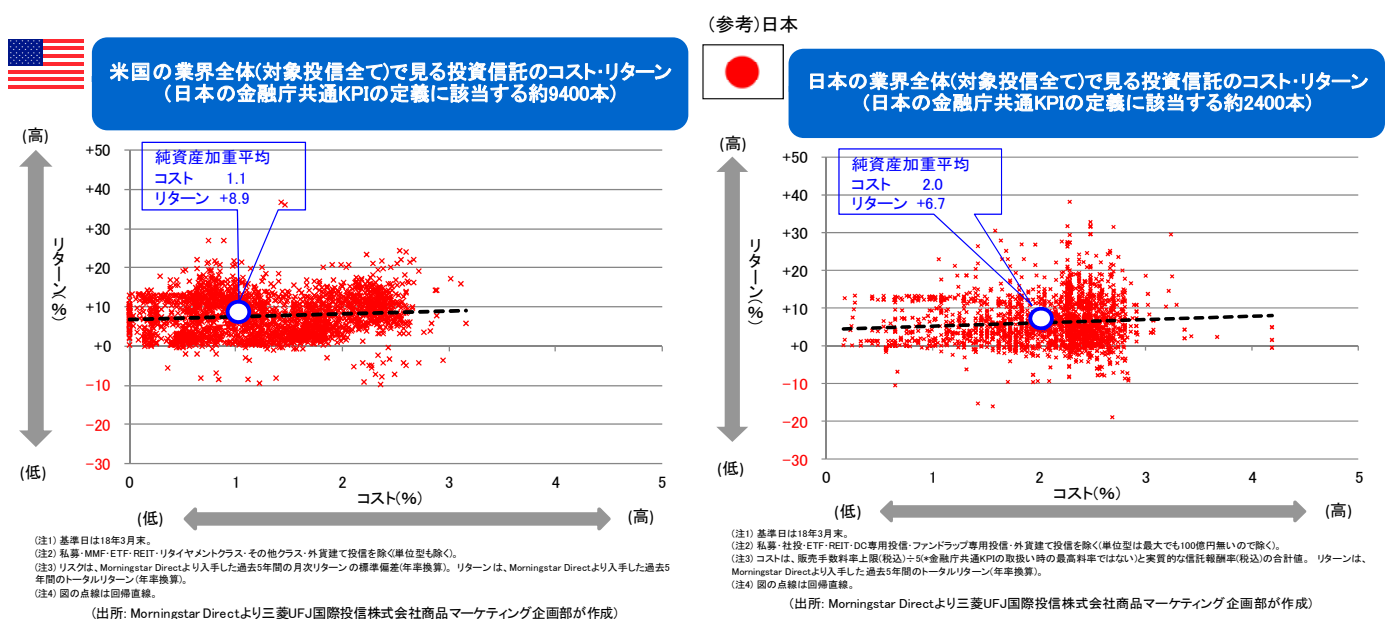 (参考)日本
米国の業界全体(対象投信全て)で見る投資信託のコスト・リターン
(日本の金融庁共通KPIの定義に該当する約9400本)
(高)
+50
+40
+30
+20
+10
+0
-10
-20
-30
リターン(%)
(低)
純資産加重平均
コスト 1.1
リターン +8.9
0 1 2 3 4 5
コスト(%)
(低) (高)
(注1) 基準日は18年3月末。
(注2) 私募・MMF・ETF・REIT・リタイヤメントクラス・その他クラス・外貨建て投信を除く(単位型も除く)。
(注3) リスクは、Morningstar Directより入手した過去5年間の月次リターンの標準偏差(年率換算)。 リターンは、Morningstar Directより入手した過去5
年間のトータルリターン(年率換算)。
(注4) 図の点線は回帰直線。
(出所: Morningstar Directより三菱UFJ国際投信株式会社商品マーケティング企画部が作成)
日本の業界全体(対象投信全て)で見る投資信託のコスト・リターン
(日本の金融庁共通KPIの定義に該当する約2400本)
(高)
+50
+40
+30
+20
+10
+0
-10
-20
-30
リターン(%)
(低)
純資産加重平均
コスト 2.0
リターン +6.7
0 1 2 3 4 5
コスト(%)
(低) (高)
(注1) 基準日は18年3月末。
(注2) 私募・社投・ETF・REIT・DC専用投信・ファンドラップ専用投信・外貨建て投信を除く(単位型は最大でも100億円無いので除く)。
(注3) コストは、販売手数料率上限(税込)÷5(*金融庁共通KPIの取扱い時の最高料率ではない)と実質的な信託報酬率(税込)の合計値。 リターンは、
Morningstar Directより入手した過去5年間のトータルリターン(年率換算)。
(注4) 図の点線は回帰直線。
(出所: Morningstar Directより三菱UFJ国際投信株式会社商品マーケティング企画部が作成)